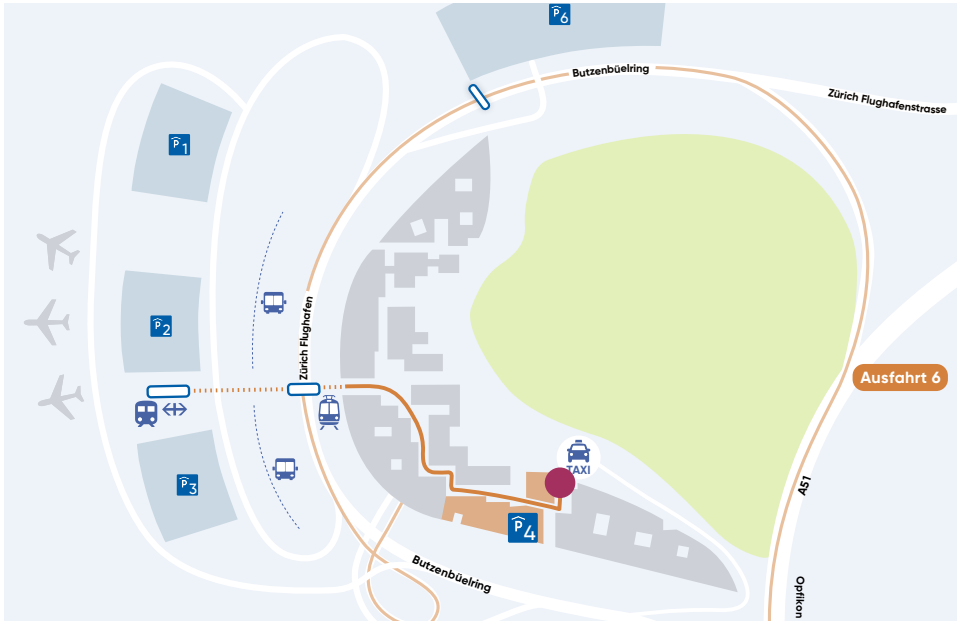 P6
Butzenbüelring
Zürich Flughafenstrasse
P1
P2
Zürich Flughafen
Ausfahrt 6
TAXI
P3
A51
P4
Butzenbüelring
Opfikon